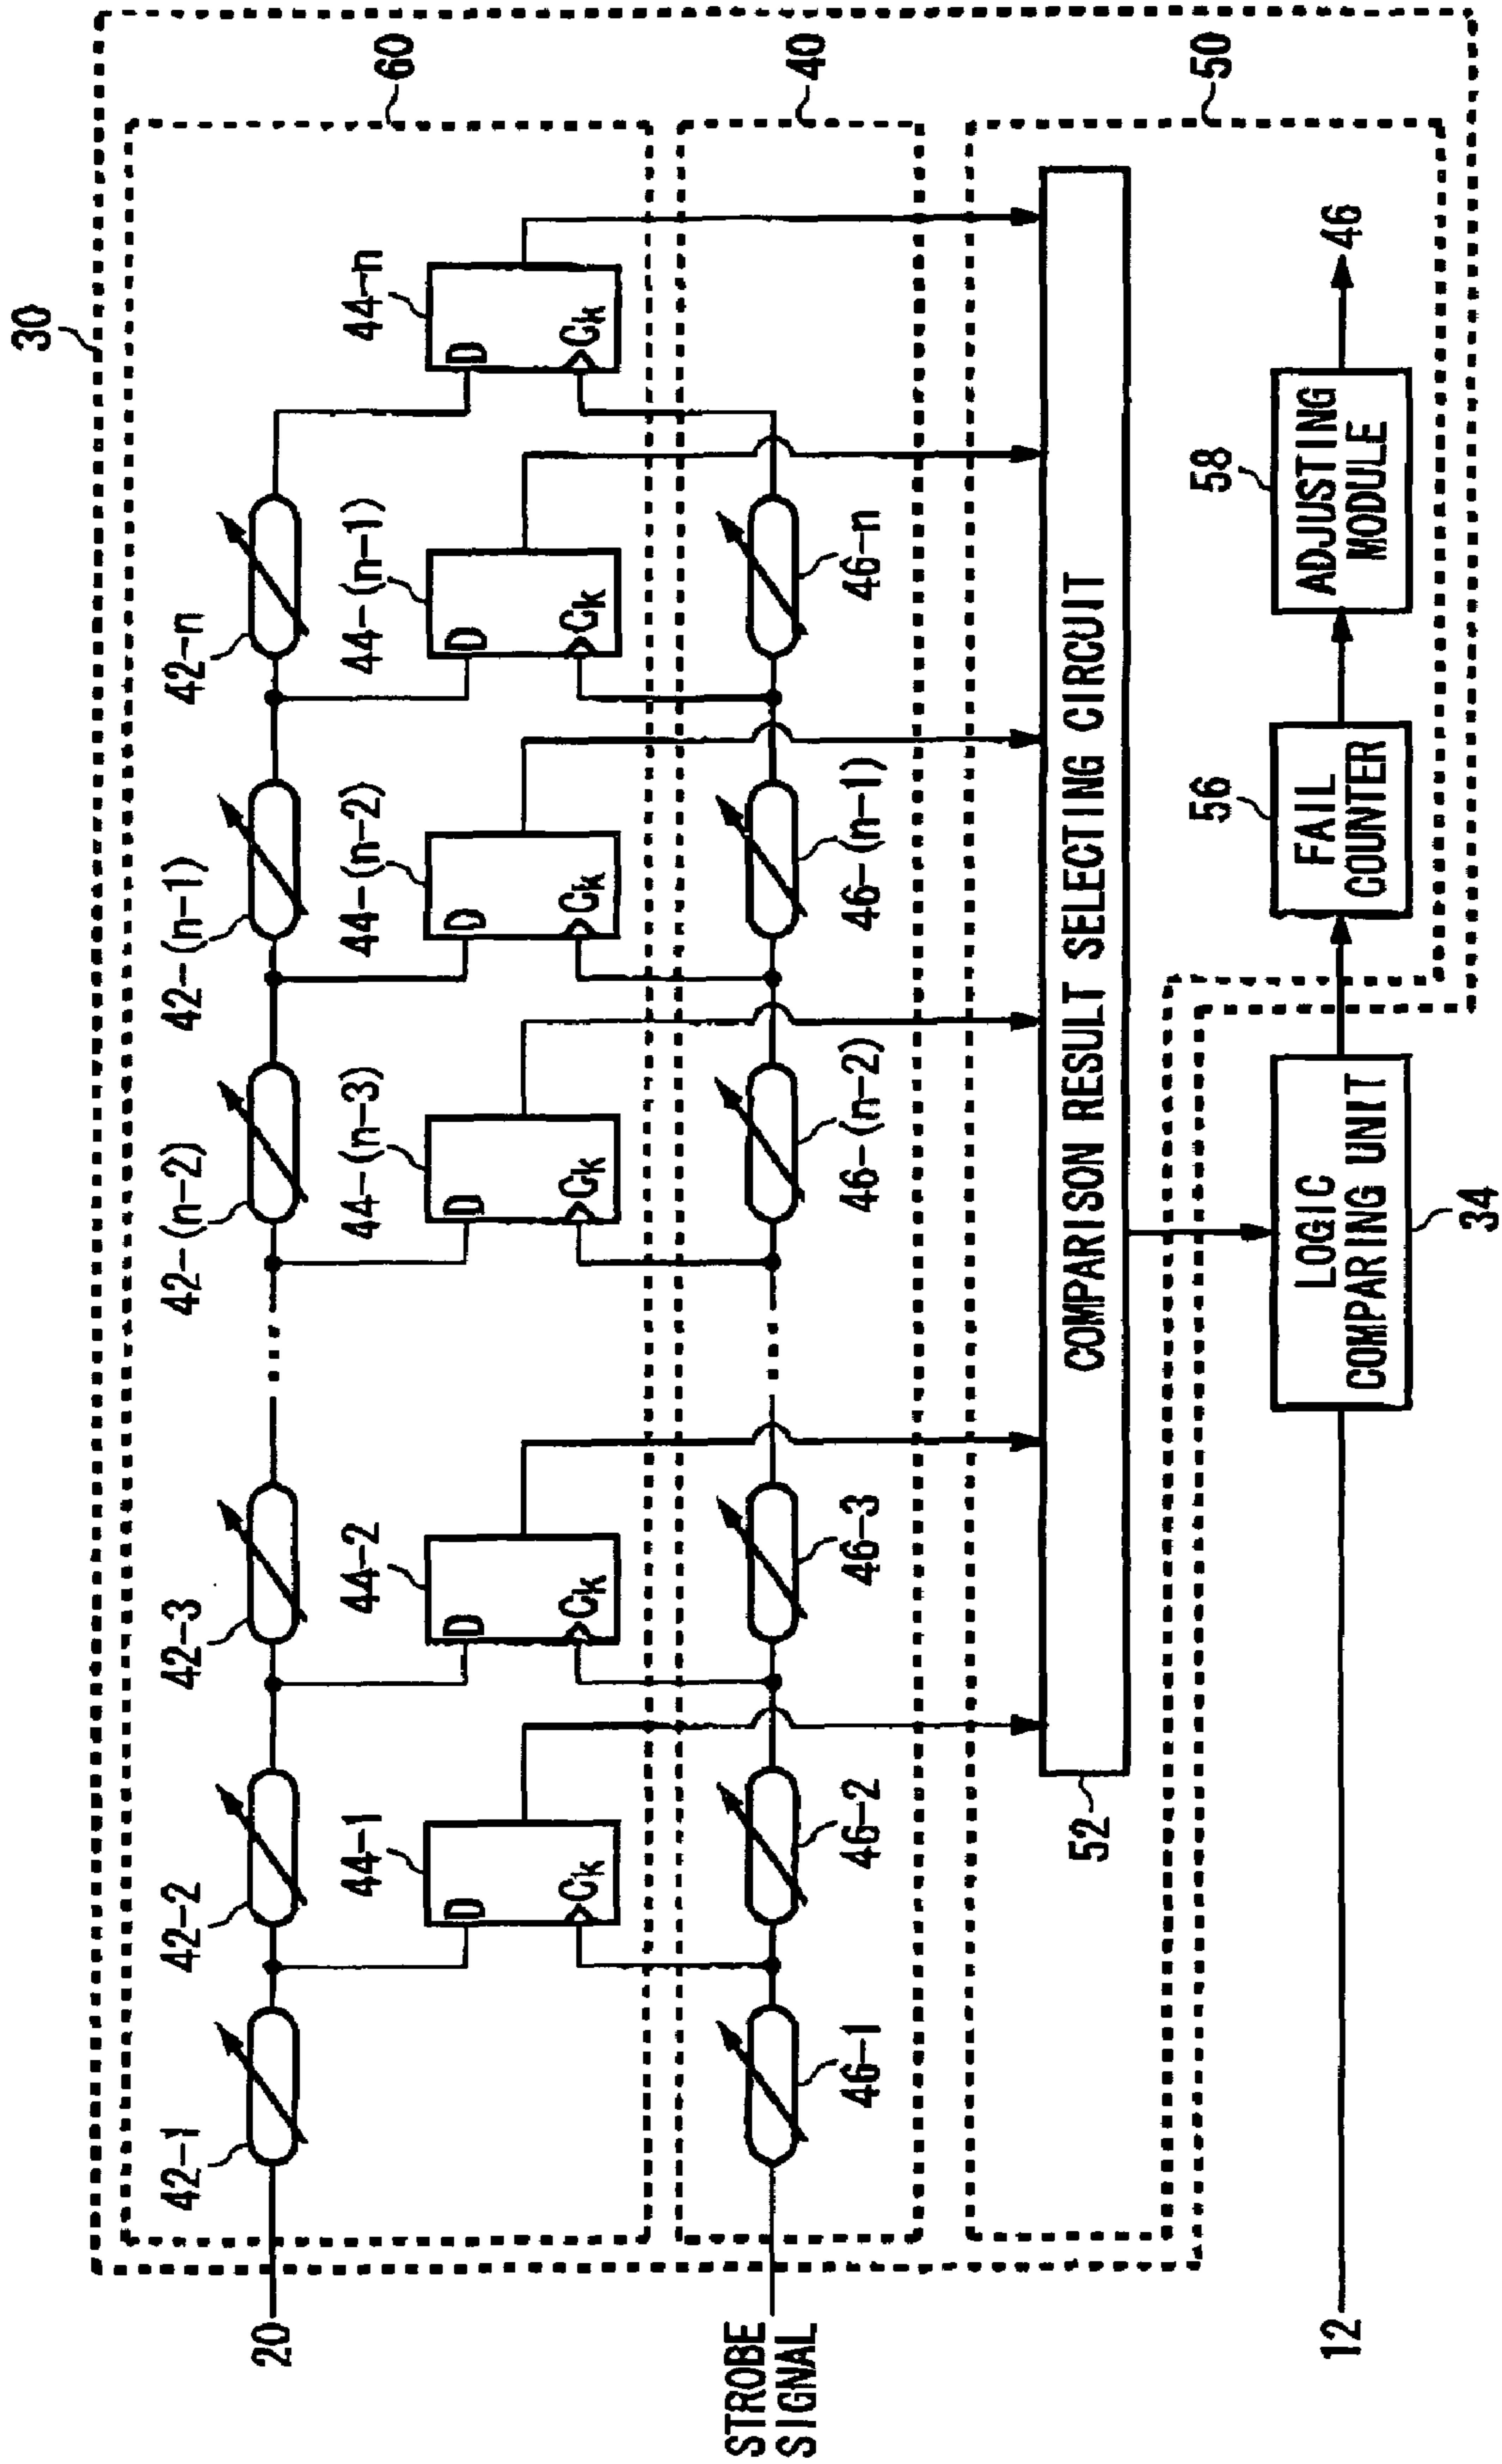 30
60
40
50
42-1
42-2
42-3
42-(n-2)
42-(n-1)
42-n
20
44-1
44-2
44-(n-3)
44-(n-2)
44-(n-1)
44-n
D
Ck
D
Ck
D
Ck
D
Ck
D
Ck
D
Ck
STROBE
SIGNAL
46-1
46-2
46-3
46-(n-2)
46-(n-1)
46-n
52
COMPARISON RESULT SELECTING CIRCUIT
12
LOGIC
COMPARING UNIT
34
56
FAIL
COUNTER
58
ADJUSTING
MODULE
46